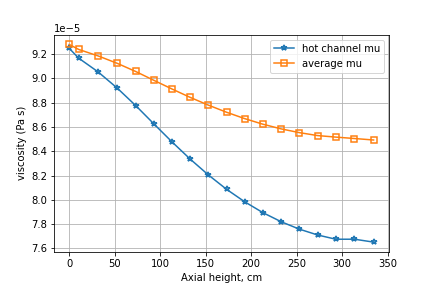 1e−5
hot channel mu
average mu
9.2
9.0
8.8
8.6
8.4
8.2
8.0
7.8
7.6
viscosity (Pa s)
0 50 100 150 200 250 300 350
Axial height, cm